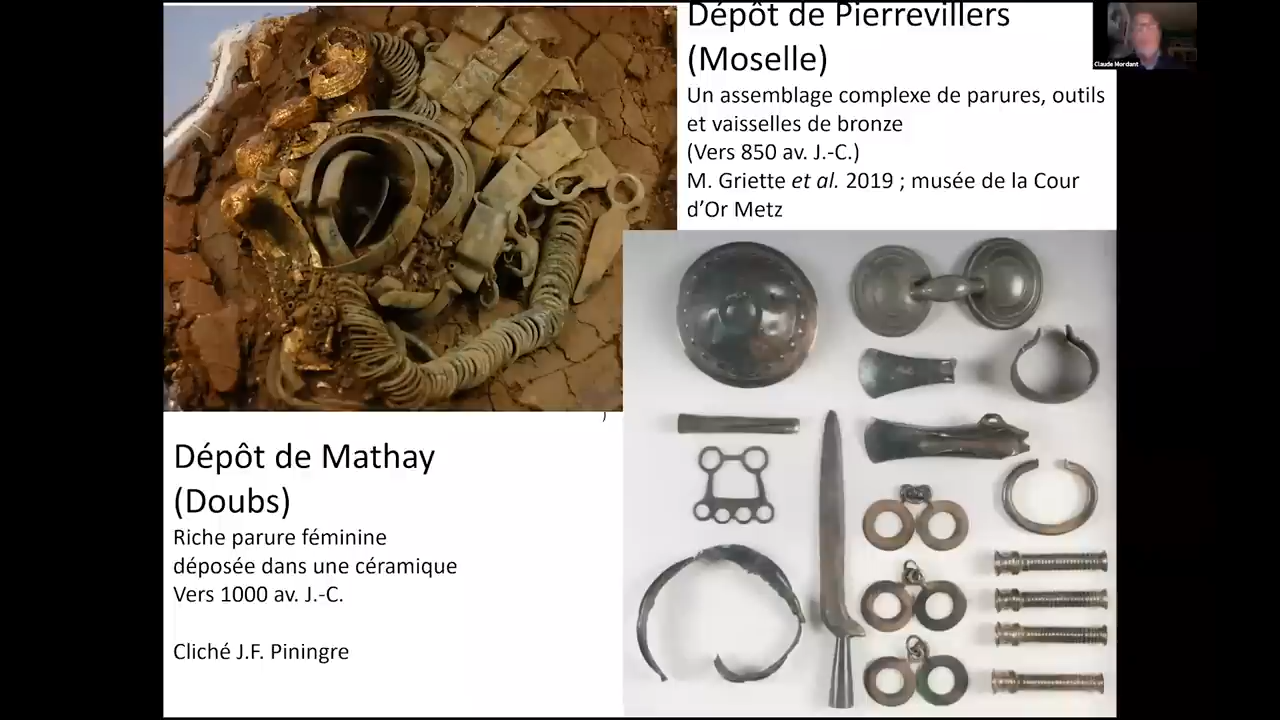 Dépôt de Pierrevillers
(Moselle)
Un assemblage complexe de parures, outils
et vaisselles de bronze
(Vers 850 av. J.-C.)
M. Griette et al. 2019 ; musée de la Cour
d’Or Metz
Claude Mordant
)
Dépôt de Mathay
(Doubs)
Riche parure féminine
déposée dans une céramique
Vers 1000 av. J.-C.
Cliché J.F. Piningre